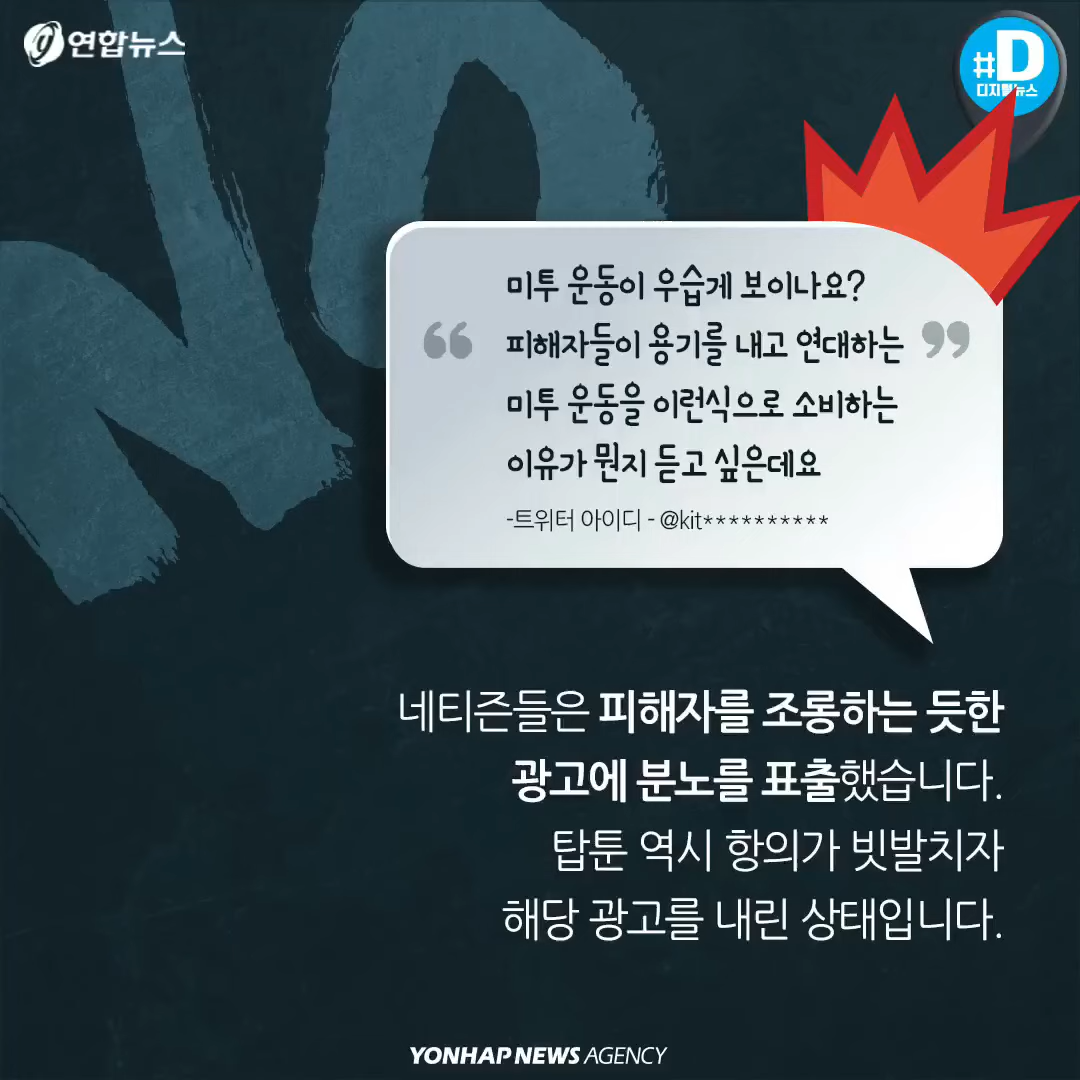 연합뉴스
#D
디지털뉴스
NO
“미투 운동이 우습게 보이나요?
피해자들이 용기를 내고 연대하는
미투 운동을 이런식으로 소비하는
이유가 뭔지 듣고 싶은데요”
-트위터 아이디 - @kit**********
네티즌들은 피해자를 조롱하는 듯한
광고에 분노를 표출했습니다.
탑툰 역시 항의가 빗발치자
해당 광고를 내린 상태입니다.
YONHAP NEWS AGENCY